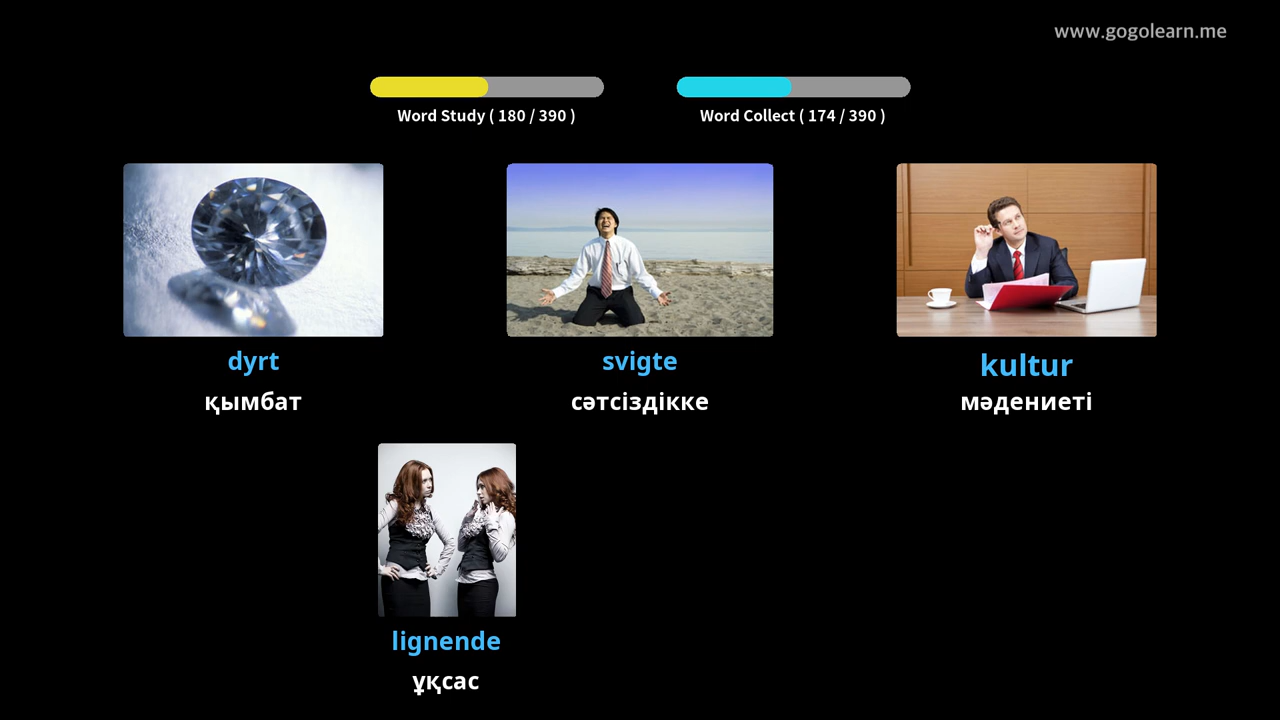 www.gogolearn.me
Word Study ( 180 / 390 )
Word Collect ( 174 / 390 )
dyrt
svigte
kultur
қымбат
сәтсіздікке
мәдениеті
lignende
ұқсас